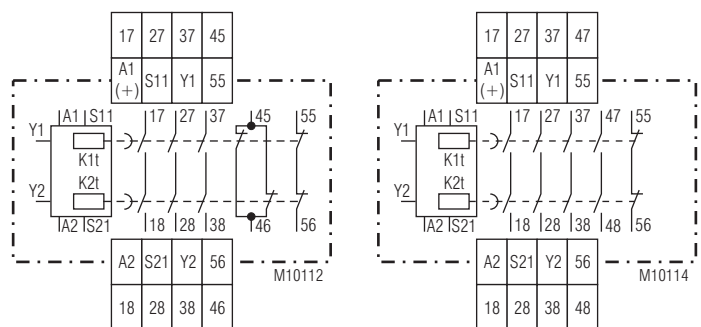 17 27 37 45
A1 (+) S11 Y1 55
A1 S11 17 27 37 45 55
Y1
K1t
K2t
Y2
A2 S21 18 28 38 46 56
M10112
A2 S21 Y2 56
18 28 38 46
17 27 37 47
A1 (+) S11 Y1 55
A1 S11 17 27 37 47 55
Y1
K1t
K2t
Y2
A2 S21 18 28 38 48 56
M10114
A2 S21 Y2 56
18 28 38 48